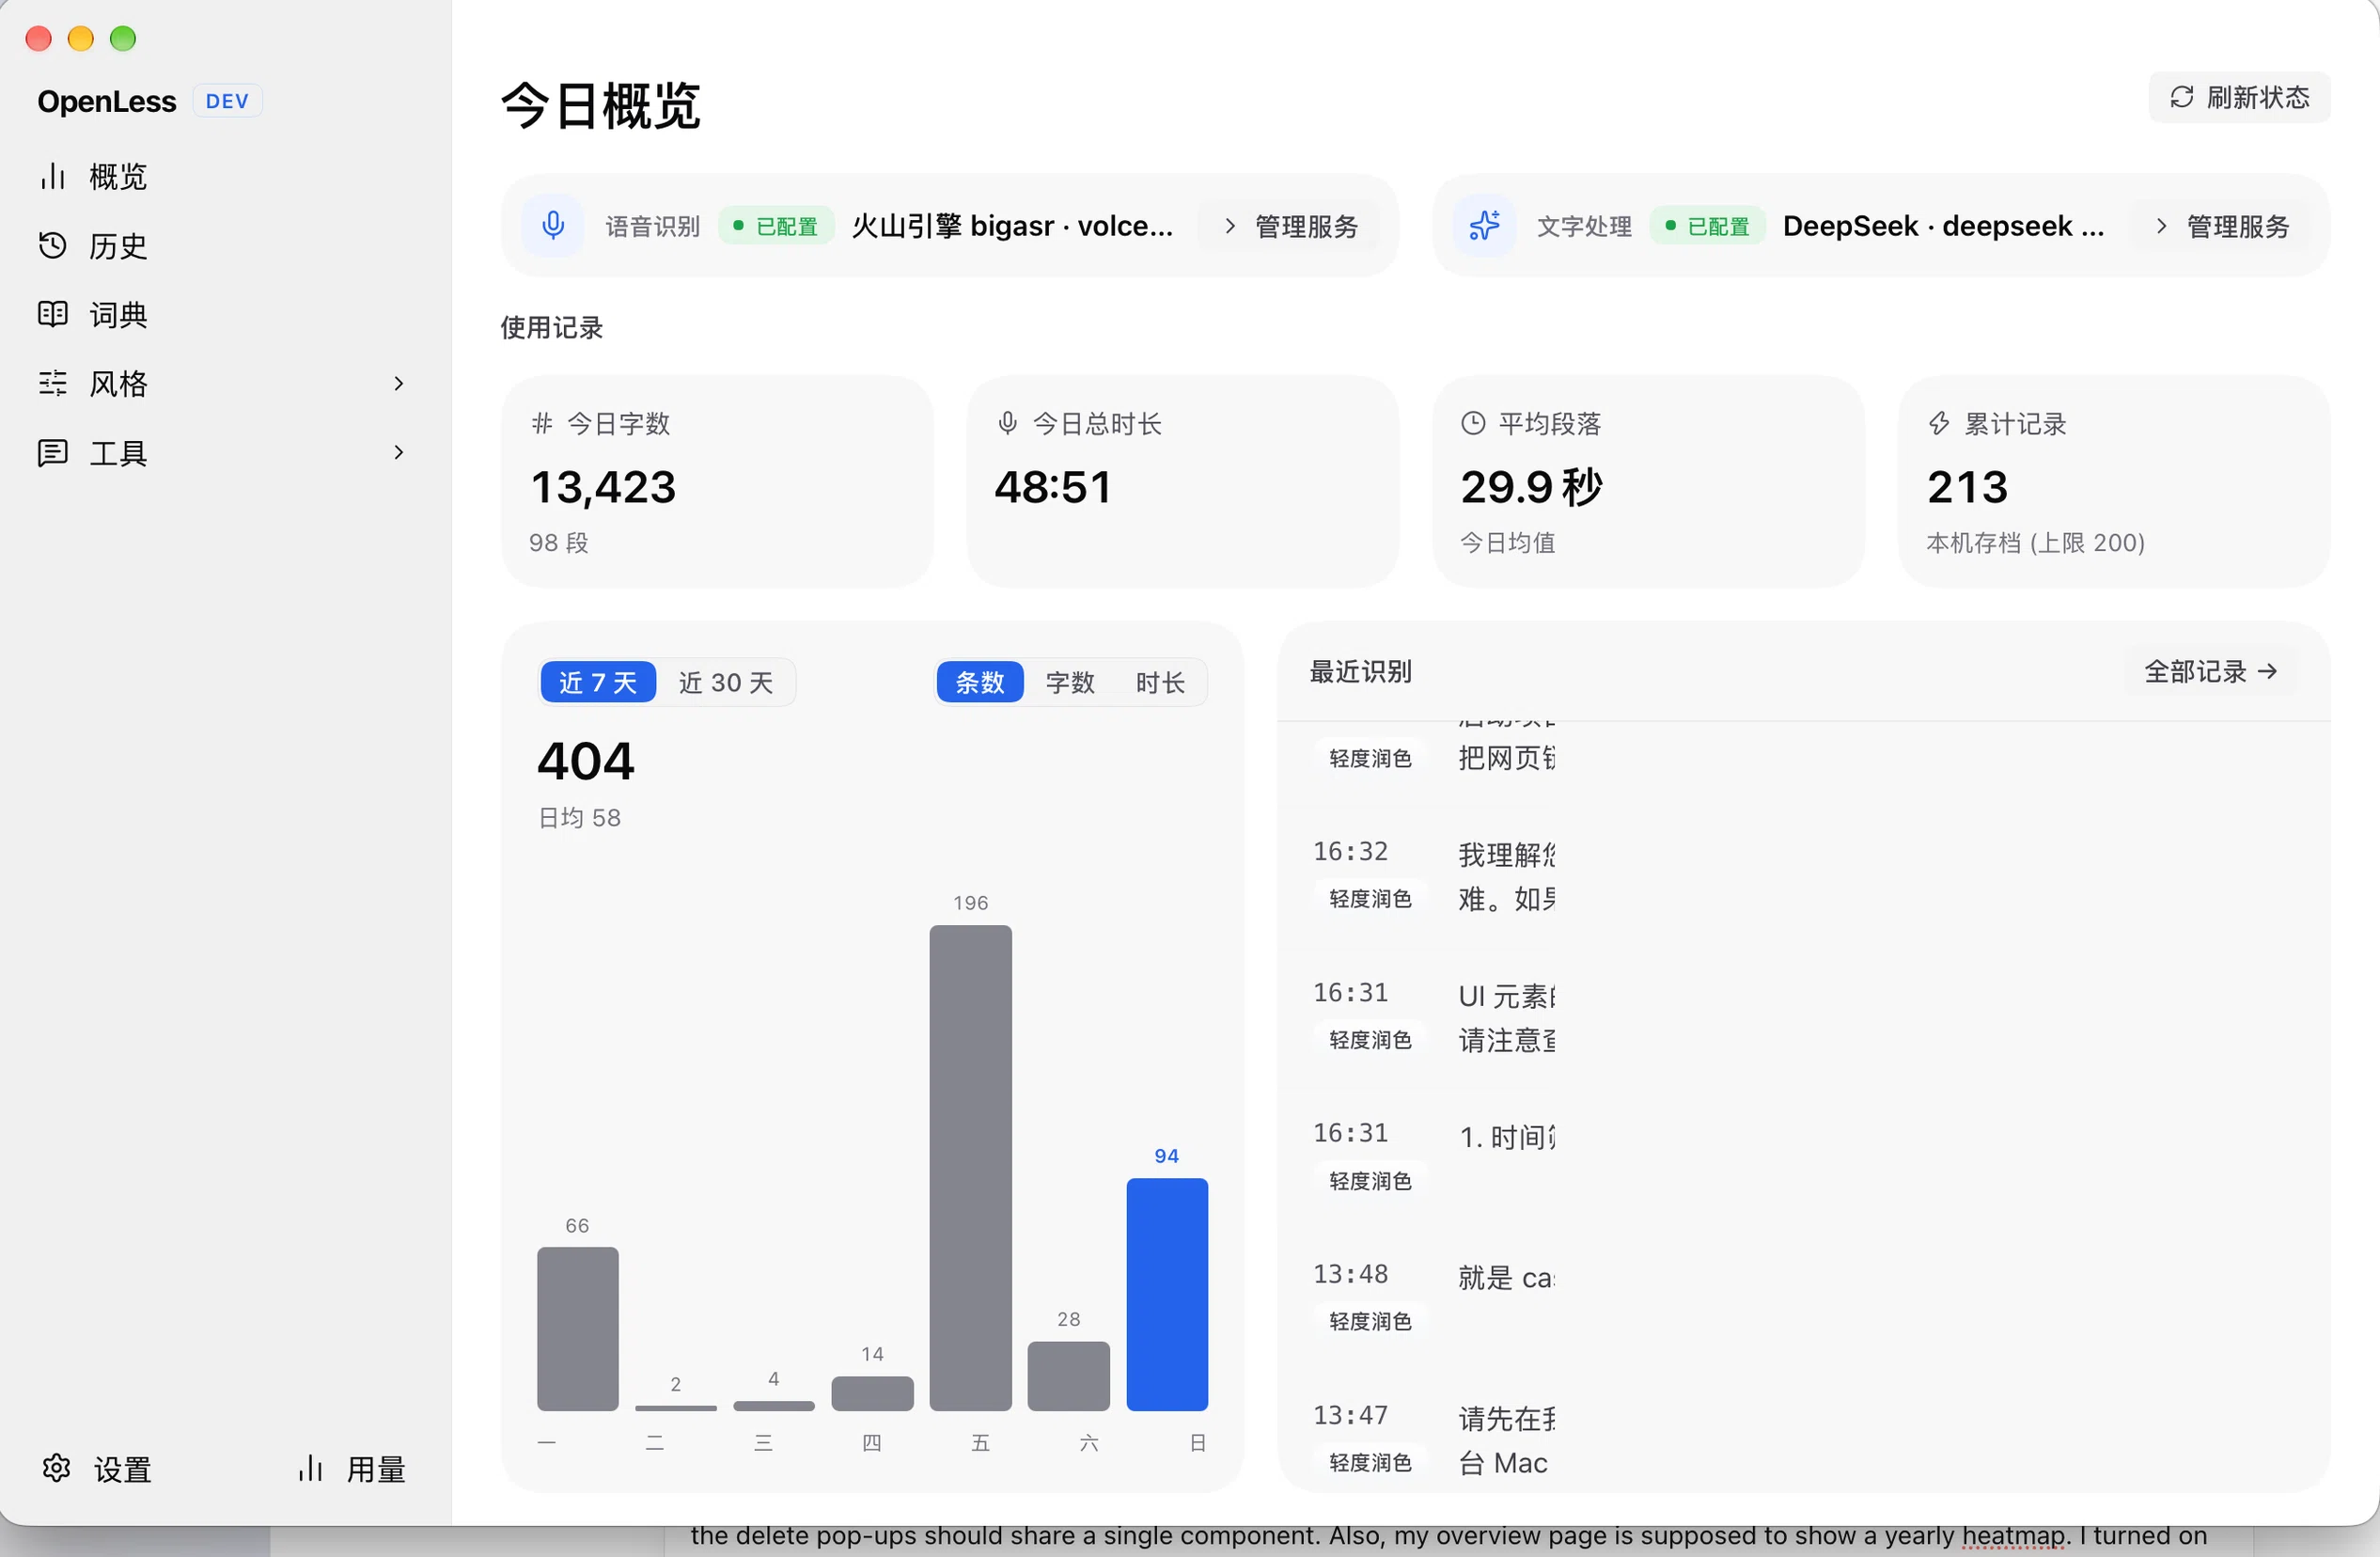 OpenLess DEV
概览
历史
词典
风格
工具
设置
用量
今日概览
刷新状态
语音识别 已配置 火山引擎 bigasr · volce... 管理服务
文字处理 已配置 DeepSeek · deepseek ... 管理服务
使用记录
今日字数
13,423
98 段
今日总时长
48:51
平均段落
29.9 秒
今日均值
累计记录
213
本机存档 (上限 200)
近 7 天 近 30 天
条数 字数 时长
404
日均 58
196
94
66
28
14
4
2
一 二 三 四 五 六 日
最近识别
全部记录 →
轻度润色 把网页
16:32 我理解
轻度润色 难。如
16:31 UI 元素
轻度润色 请注意
16:31 1. 时间
轻度润色
13:48 就是 ca
轻度润色
13:47 请先在
轻度润色 台 Mac
the delete pop-ups should share a single component. Also, my overview page is supposed to show a yearly heatmap. I turned on